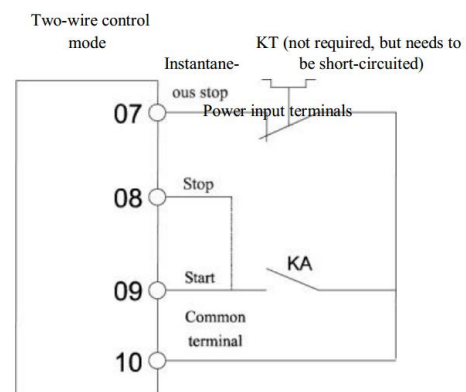 Two-wire control
mode
KT (not required, but needs to
be short-circuited)
Instantane-
ous stop
07
Power input terminals
08
Stop
KA
09
Start
Common
terminal
10